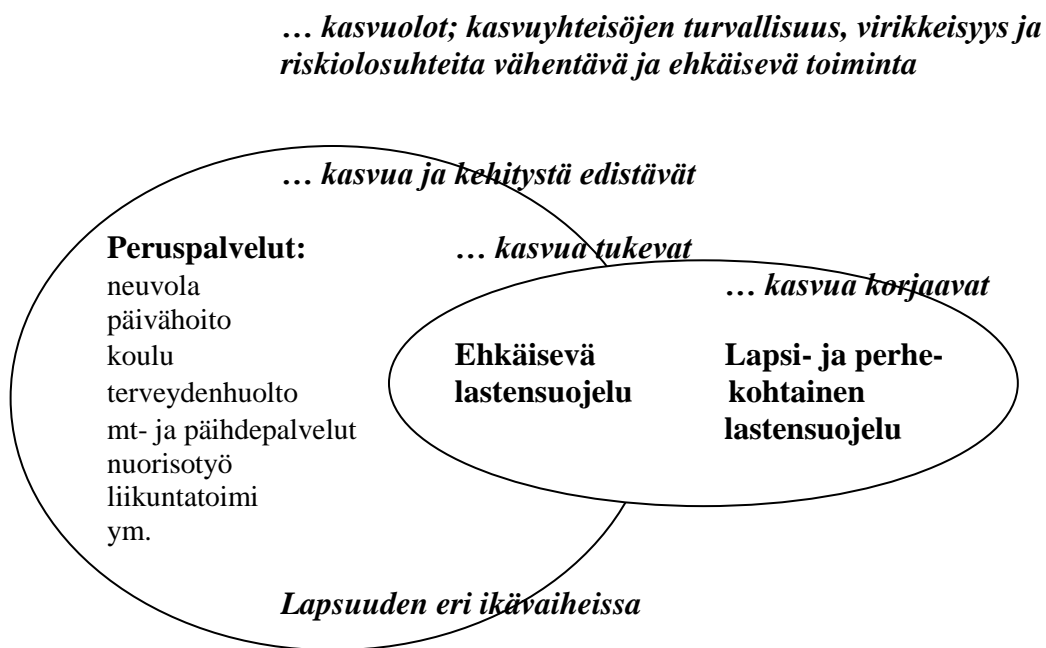 … kasvuolot; kasvuyhteisöjen turvallisuus, virikkeisyys ja
riskiolosuhteita vähentävä ja ehkäisevä toiminta
… kasvua ja kehitystä edistävät
Peruspalvelut:
… kasvua tukevat
neuvola
… kasvua korjaavat
päivähoito
koulu
terveydenhuolto
mt- ja päihdepalvelut
nuorisotyö
liikuntatoimi
ym.
Ehkäisevä
lastensuojelu
Lapsi- ja perhe-
kohtainen
lastensuojelu
Lapsuuden eri ikävaiheissa